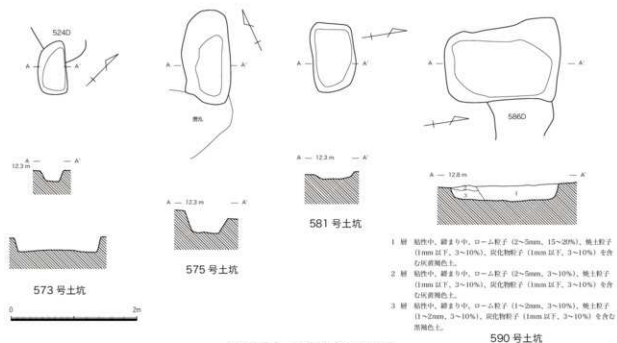 524D
A A'
A A'
A A'
A A'
586D
A A'
12.3 m
A 12.3 m A'
A 12.3 m A'
A 12.8 m A'
1
573 号土坑
575 号土坑
581 号土坑
1 層 粘性中、締まり中、ローム粒子（2〜5mm、15〜20%）、焼土粒子
（1mm 以下、3〜10%）、炭化物粒子（1mm 以下、3〜10%）を含
む灰黄褐色土。
2 層 粘性中、締まり中、ローム粒子（2〜5mm、3〜10%）、焼土粒子
（1mm 以下、3〜10%）、炭化物粒子（1mm 以下、3〜10%）を含
む灰黄褐色土。
3 層 粘性中、締まり中、ローム粒子（1〜2mm、3〜10%）、焼土粒子
（1〜2mm、3〜10%）、炭化物粒子（1mm 以下、3〜10%）を含む
黒褐色土。
590 号土坑
0 2m